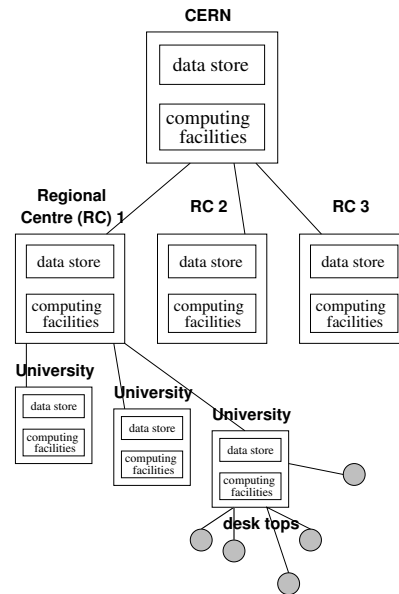 CERN
data store
computing
facilities
Regional
Centre (RC) 1
RC 2
RC 3
data store
computing
facilities
data store
computing
facilities
data store
computing
facilities
University
data store
computing
facilities
University
data store
computing
facilities
University
data store
computing
facilities
desk tops